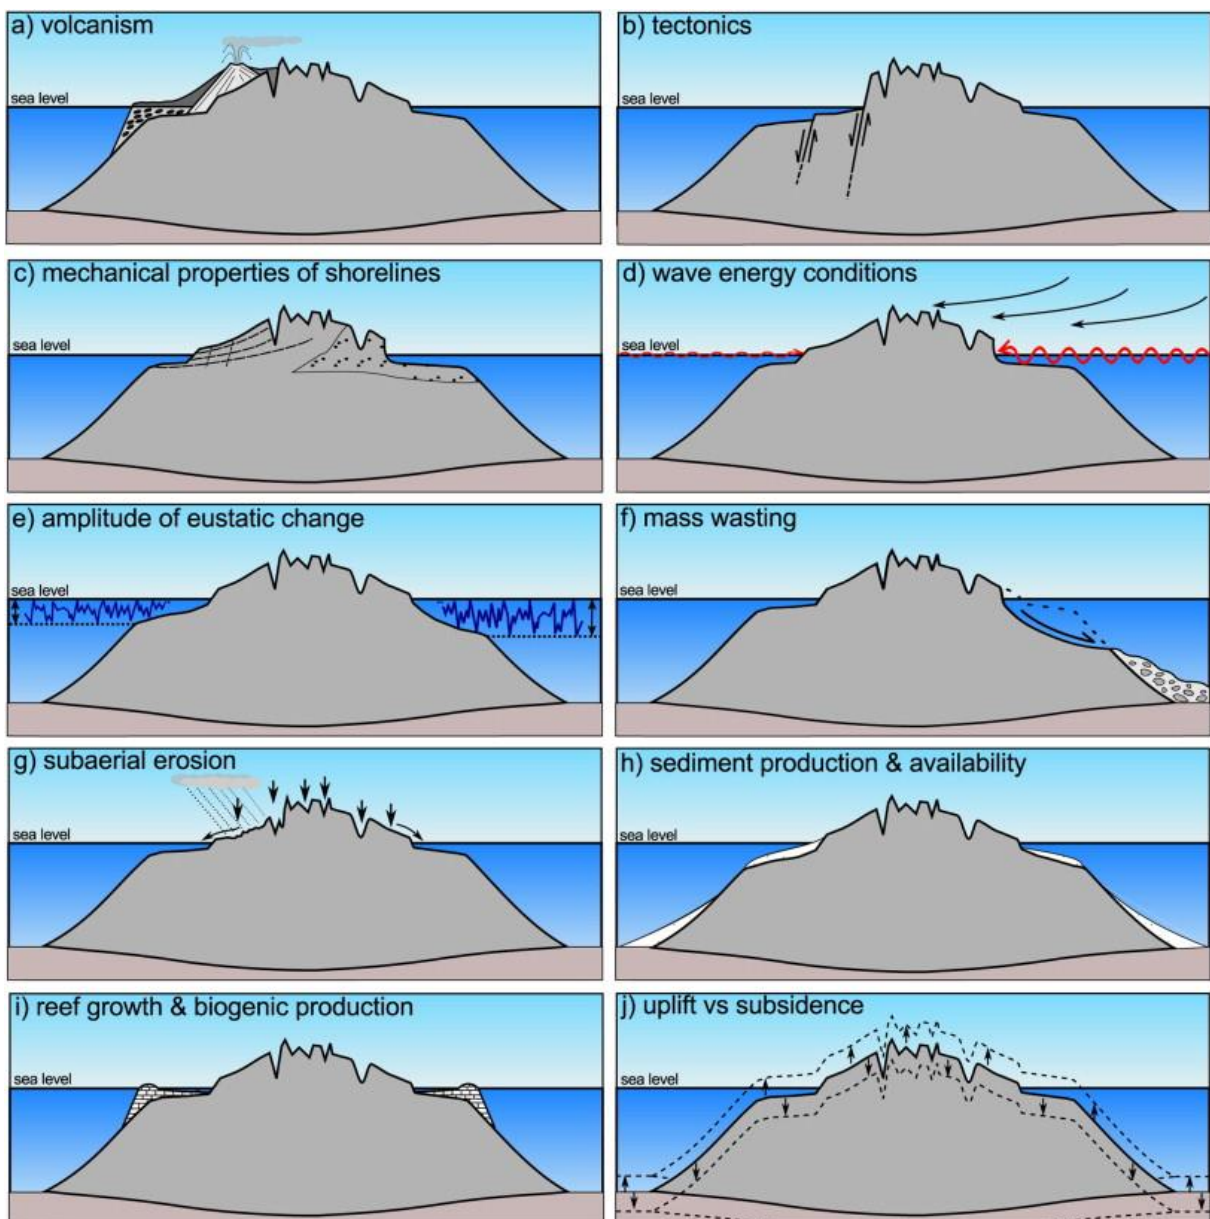 a) volcanism
sea level
b) tectonics
c) mechanical properties of shorelines
sea level
d) wave energy conditions
sea level
e) amplitude of eustatic change
sea level
f) mass wasting
sea level
g) subaerial erosion
sea level
h) sediment production & availability
sea level
i) reef growth & biogenic production
sea level
j) uplift vs subsidence
sea level